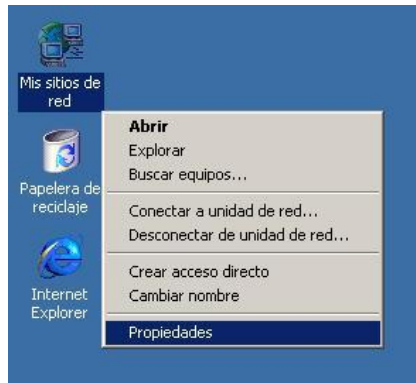 Mis sitios de
red
Abrir
Explorar
Buscar equipos...
Papelera de
reciclaje
Conectar a unidad de red...
Desconectar de unidad de red...
Crear acceso directo
Cambiar nombre
Internet
Explorer
Propiedades